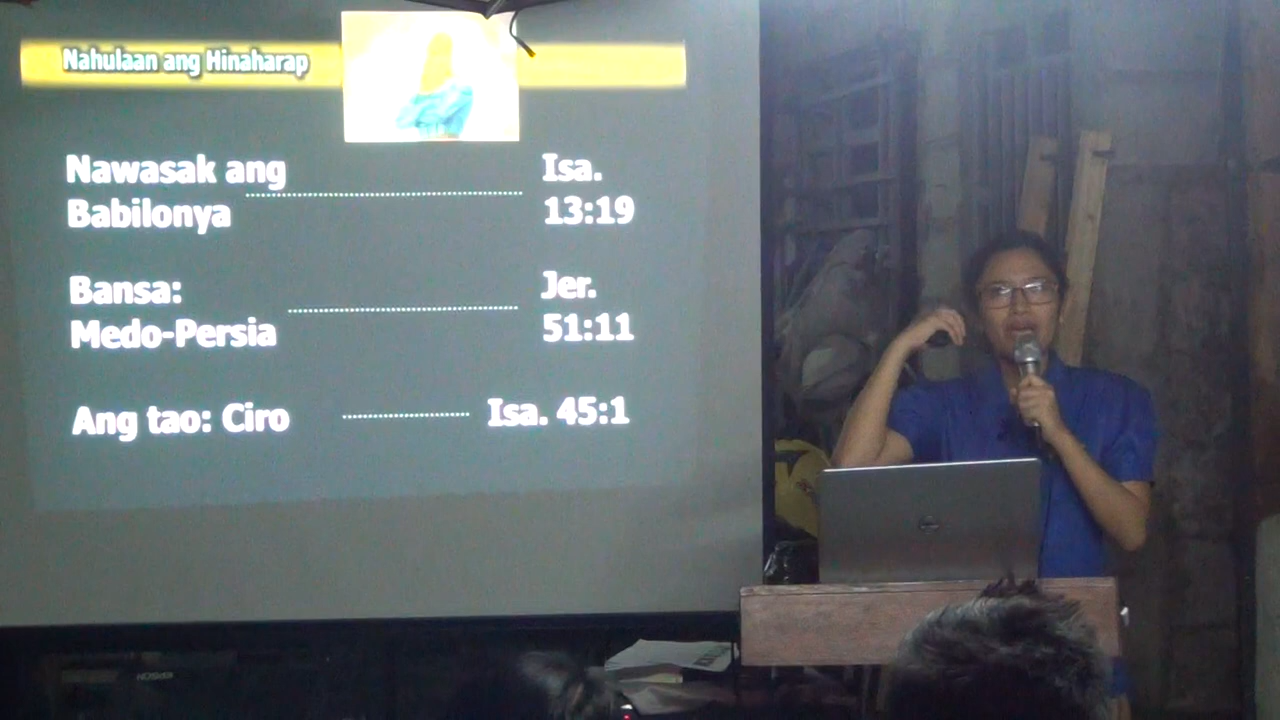 Nahulaan ang Hinaharap
Nawasak ang Isa.
Babilonya 13:19
Bansa: Jer.
Medo-Persia 51:11
Ang tao: Ciro Isa. 45:1
EPSON